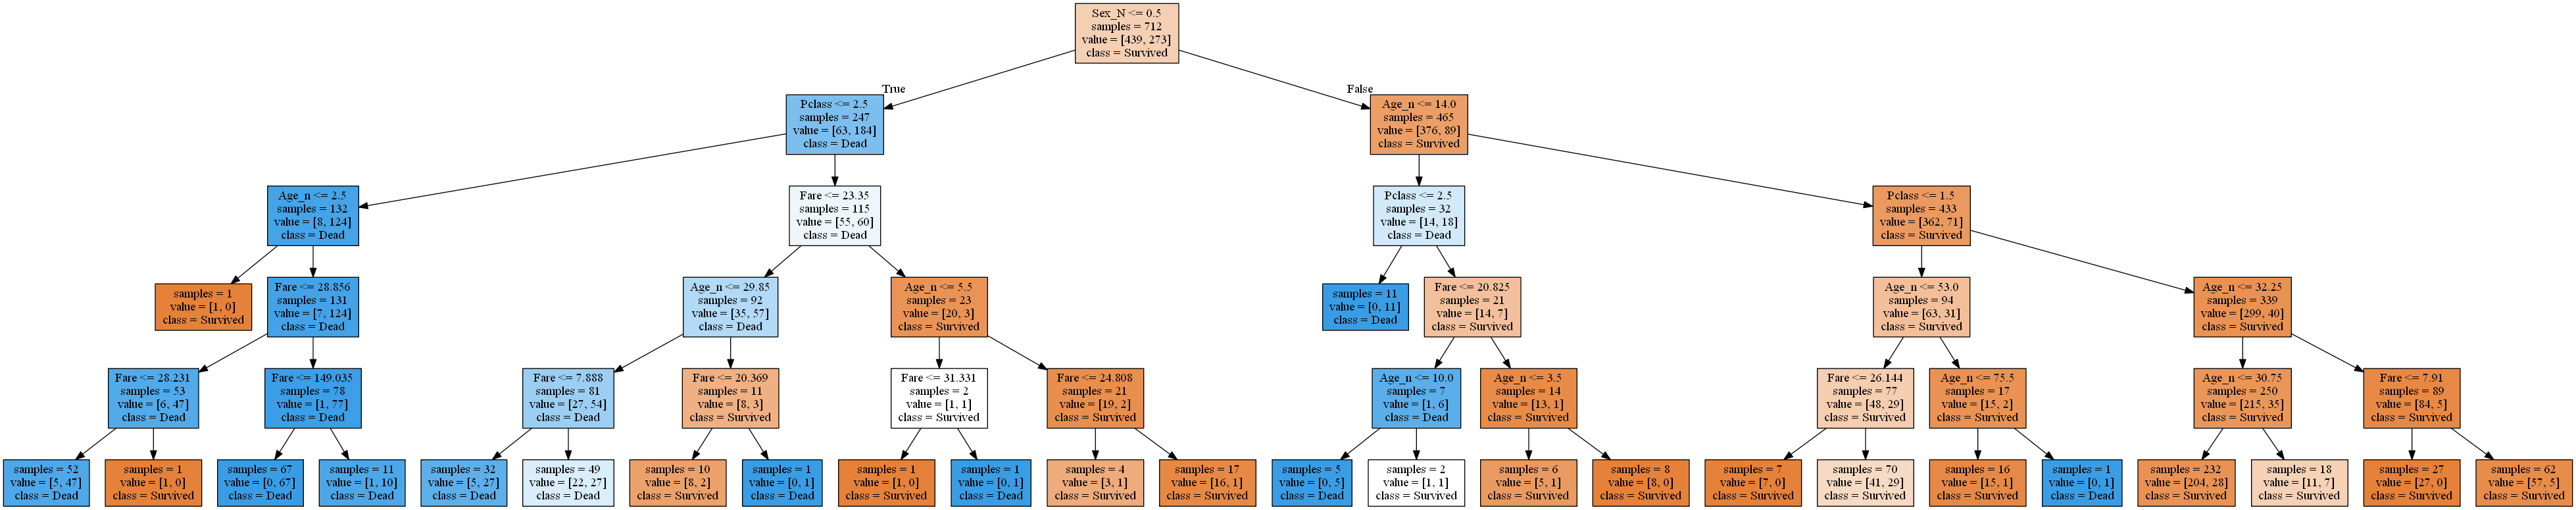 Sex_N <= 0.5
samples = 712
value = [439, 273]
class = Survived
True
False
Pclass <= 2.5
samples = 247
value = [63, 184]
class = Dead
Age_n <= 14.0
samples = 465
value = [376, 89]
class = Survived
Age_n <= 2.5
samples = 132
value = [8, 124]
class = Dead
Fare <= 23.35
samples = 115
value = [55, 60]
class = Dead
Pclass <= 2.5
samples = 32
value = [14, 18]
class = Dead
Pclass <= 1.5
samples = 433
value = [362, 71]
class = Survived
samples = 1
value = [1, 0]
class = Survived
Fare <= 28.856
samples = 131
value = [7, 124]
class = Dead
Age_n <= 29.85
samples = 92
value = [35, 57]
class = Dead
Age_n <= 5.5
samples = 23
value = [20, 3]
class = Survived
samples = 11
value = [0, 11]
class = Dead
Fare <= 20.825
samples = 21
value = [14, 7]
class = Survived
Age_n <= 53.0
samples = 94
value = [63, 31]
class = Survived
Age_n <= 32.25
samples = 339
value = [299, 40]
class = Survived
Fare <= 28.231
samples = 53
value = [6, 47]
class = Dead
Fare <= 149.035
samples = 78
value = [1, 77]
class = Dead
Fare <= 7.888
samples = 81
value = [27, 54]
class = Dead
Fare <= 20.369
samples = 11
value = [8, 3]
class = Survived
Fare <= 31.331
samples = 2
value = [1, 1]
class = Survived
Fare <= 24.808
samples = 21
value = [19, 2]
class = Survived
Age_n <= 10.0
samples = 7
value = [1, 6]
class = Dead
Age_n <= 3.5
samples = 14
value = [13, 1]
class = Survived
Fare <= 26.144
samples = 77
value = [48, 29]
class = Survived
Age_n <= 75.5
samples = 17
value = [15, 2]
class = Survived
Age_n <= 30.75
samples = 250
value = [215, 35]
class = Survived
Fare <= 7.91
samples = 89
value = [84, 5]
class = Survived
samples = 52
value = [5, 47]
class = Dead
samples = 1
value = [1, 0]
class = Survived
samples = 67
value = [0, 67]
class = Dead
samples = 11
value = [1, 10]
class = Dead
samples = 32
value = [5, 27]
class = Dead
samples = 49
value = [22, 27]
class = Dead
samples = 10
value = [8, 2]
class = Survived
samples = 1
value = [0, 1]
class = Dead
samples = 1
value = [1, 0]
class = Survived
samples = 1
value = [0, 1]
class = Dead
samples = 4
value = [3, 1]
class = Survived
samples = 17
value = [16, 1]
class = Survived
samples = 5
value = [0, 5]
class = Dead
samples = 2
value = [1, 1]
class = Survived
samples = 6
value = [5, 1]
class = Survived
samples = 8
value = [8, 0]
class = Survived
samples = 7
value = [7, 0]
class = Survived
samples = 70
value = [41, 29]
class = Survived
samples = 16
value = [15, 1]
class = Survived
samples = 1
value = [0, 1]
class = Dead
samples = 232
value = [204, 28]
class = Survived
samples = 18
value = [11, 7]
class = Survived
samples = 27
value = [27, 0]
class = Survived
samples = 62
value = [57, 5]
class = Survived